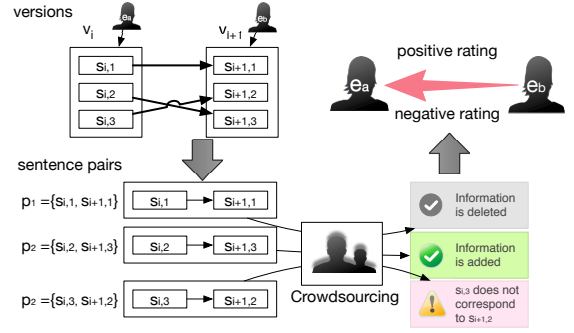 versions
eₐ
e_b
vᵢ
vᵢ₊₁
sᵢ,₁
sᵢ₊₁,₁
sᵢ,₂
sᵢ₊₁,₂
sᵢ,₃
sᵢ₊₁,₃
positive rating
eₐ
e_b
negative rating
sentence pairs
p₁ ={sᵢ,₁, sᵢ₊₁,₁}
sᵢ,₁
sᵢ₊₁,₁
p₂ ={sᵢ,₂, sᵢ₊₁,₃}
sᵢ,₂
sᵢ₊₁,₃
p₂ ={sᵢ,₃, sᵢ₊₁,₂}
sᵢ,₃
sᵢ₊₁,₂
Crowdsourcing
Information
is deleted
Information
is added
sᵢ,₃ does not
correspond
to sᵢ₊₁,₂